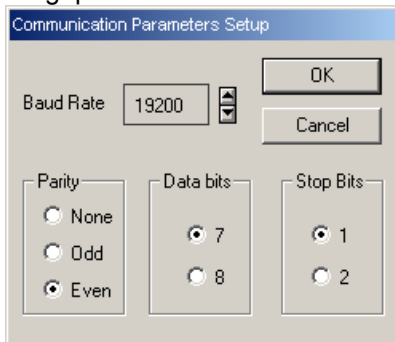 Communication Parameters Setup
OK
Baud Rate 19200
Cancel
Parity Data bits Stop Bits
None
7 1
Odd
8 2
Even